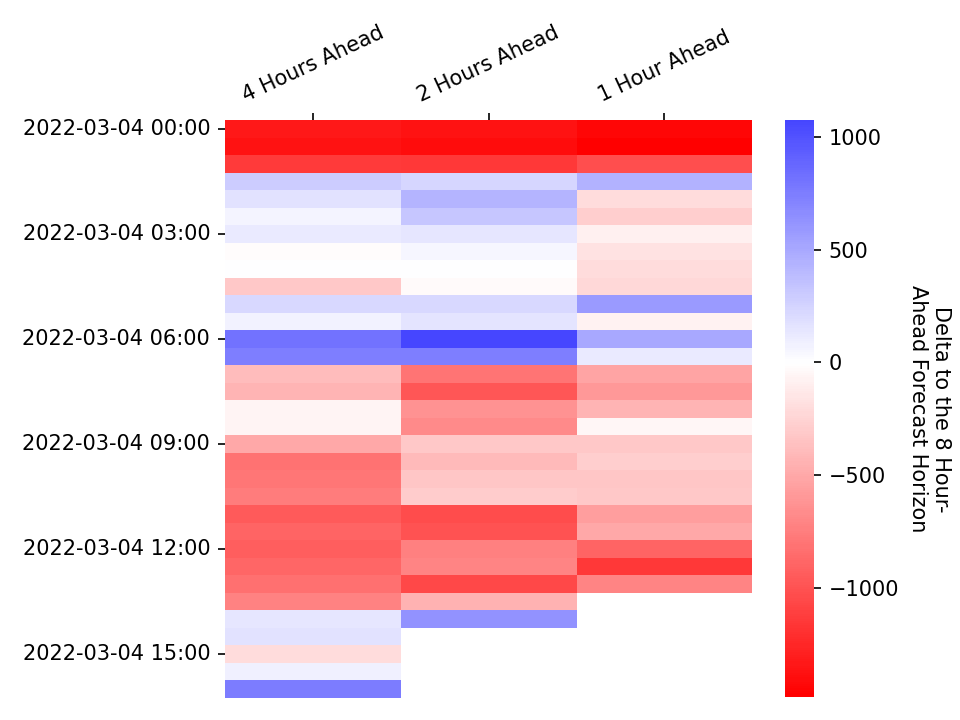 4 Hours Ahead
2 Hours Ahead
1 Hour Ahead
2022-03-04 00:00
2022-03-04 03:00
2022-03-04 06:00
2022-03-04 09:00
2022-03-04 12:00
2022-03-04 15:00
1000
500
0
−500
−1000
Delta to the 8 Hour-
Ahead Forecast Horizon